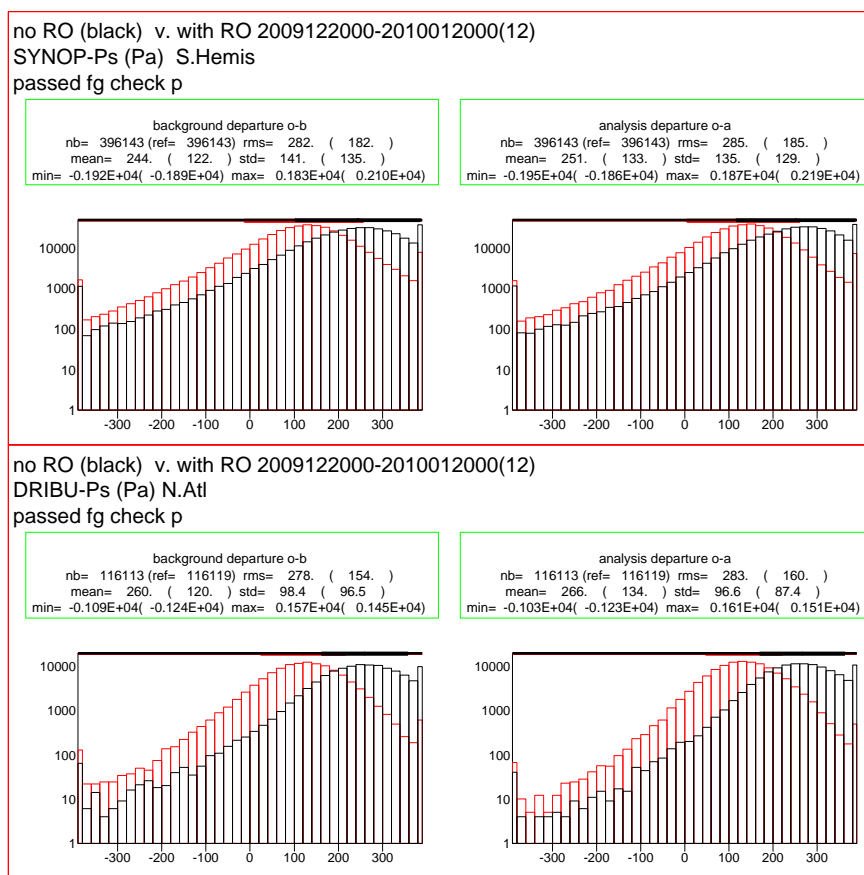 no RO (black) v. with RO 2009122000-2010012000(12)
SYNOP-Ps (Pa) S.Hemis
passed fg check p
background departure o-b
nb= 396143 (ref= 396143) rms= 282. ( 182. )
mean= 244. ( 122. ) std= 141. ( 135. )
min= -0.192E+04( -0.189E+04) max= 0.183E+04( 0.210E+04)
analysis departure o-a
nb= 396143 (ref= 396143) rms= 285. ( 185. )
mean= 251. ( 133. ) std= 135. ( 129. )
min= -0.195E+04( -0.186E+04) max= 0.187E+04( 0.219E+04)
10000
1000
100
10
1
-300 -200 -100 0 100 200 300
10000
1000
100
10
1
-300 -200 -100 0 100 200 300
no RO (black) v. with RO 2009122000-2010012000(12)
DRIBU-Ps (Pa) N.Atl
passed fg check p
background departure o-b
nb= 116113 (ref= 116119) rms= 278. ( 154. )
mean= 260. ( 120. ) std= 98.4 ( 96.5 )
min= -0.109E+04( -0.124E+04) max= 0.157E+04( 0.145E+04)
analysis departure o-a
nb= 116113 (ref= 116119) rms= 283. ( 160. )
mean= 266. ( 134. ) std= 96.6 ( 87.4 )
min= -0.103E+04( -0.123E+04) max= 0.161E+04( 0.151E+04)
10000
1000
100
10
1
-300 -200 -100 0 100 200 300
10000
1000
100
10
1
-300 -200 -100 0 100 200 300